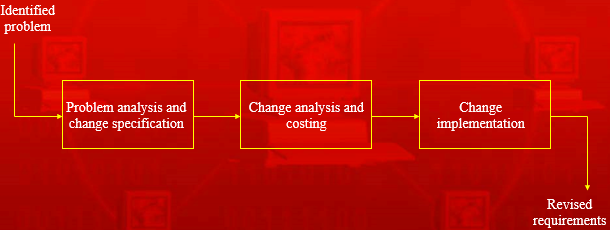 Identified
problem
Problem analysis and
change specification
Change analysis and
costing
Change
implementation
Revised
requirements